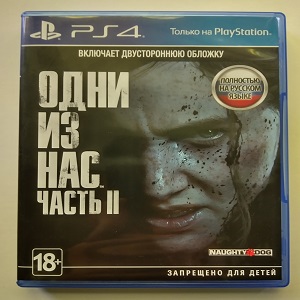 PS4
Только на PlayStation
ВКЛЮЧАЕТ ДВУСТОРОННЮЮ ОБЛОЖКУ
ОДНИ
ИЗ
НАС
ЧАСТЬ II
ПОЛНОСТЬЮ
НА РУССКОМ
ЯЗЫКЕ
18+
NAUGHTY DOG
ЗАПРЕЩЕНО ДЛЯ ДЕТЕЙ